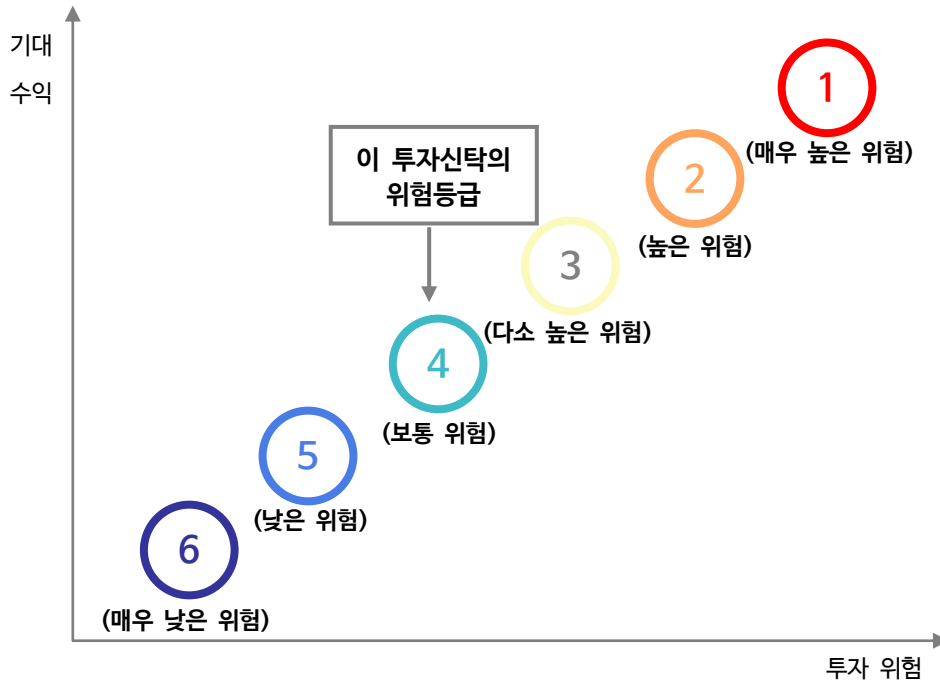 기대
수익
1
(매우 높은 위험)
이 투자신탁의
위험등급
2
(높은 위험)
3
(다소 높은 위험)
4
(보통 위험)
5
(낮은 위험)
6
(매우 낮은 위험)
투자 위험